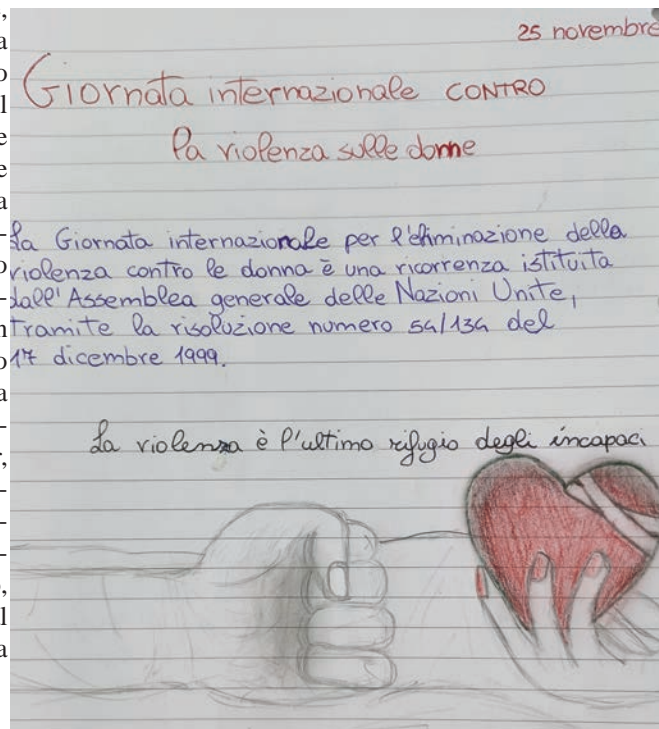 25 novembre
Giornata internazionale CONTRO
la violenza sulle donne
La Giornata internazionale per l'eliminazione della
violenza contro le donna è una ricorrenza istituita
dall'Assemblea generale delle Nazioni Unite,
tramite la risoluzione numero 54/134 del
17 dicembre 1999.
La violenza è l'ultimo rifugio degli incapaci